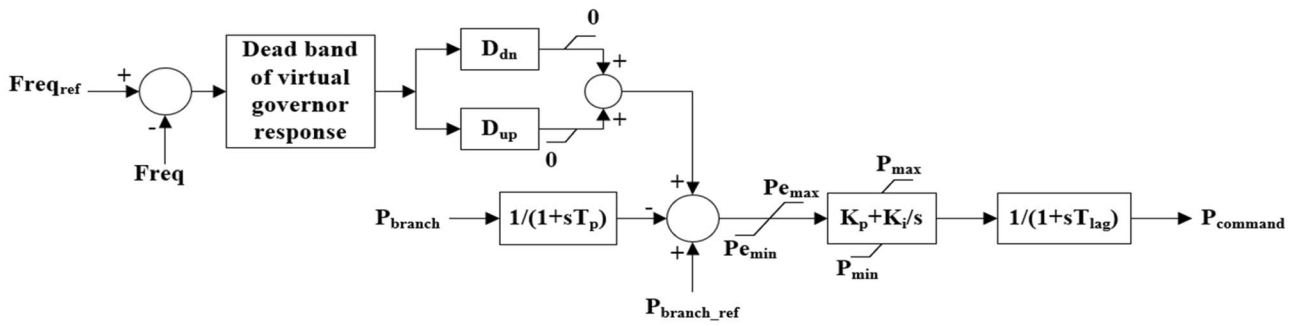 0
Dead band
of virtual
governor
response
D_dn
+
Freq_ref
+
-
D_up
+
0
Freq
P_max
+
Pe_max
P_branch
1/(1+sT_p)
-
K_p+K_i/s
1/(1+sT_lag)
P_command
Pe_min
+
P_min
P_branch_ref